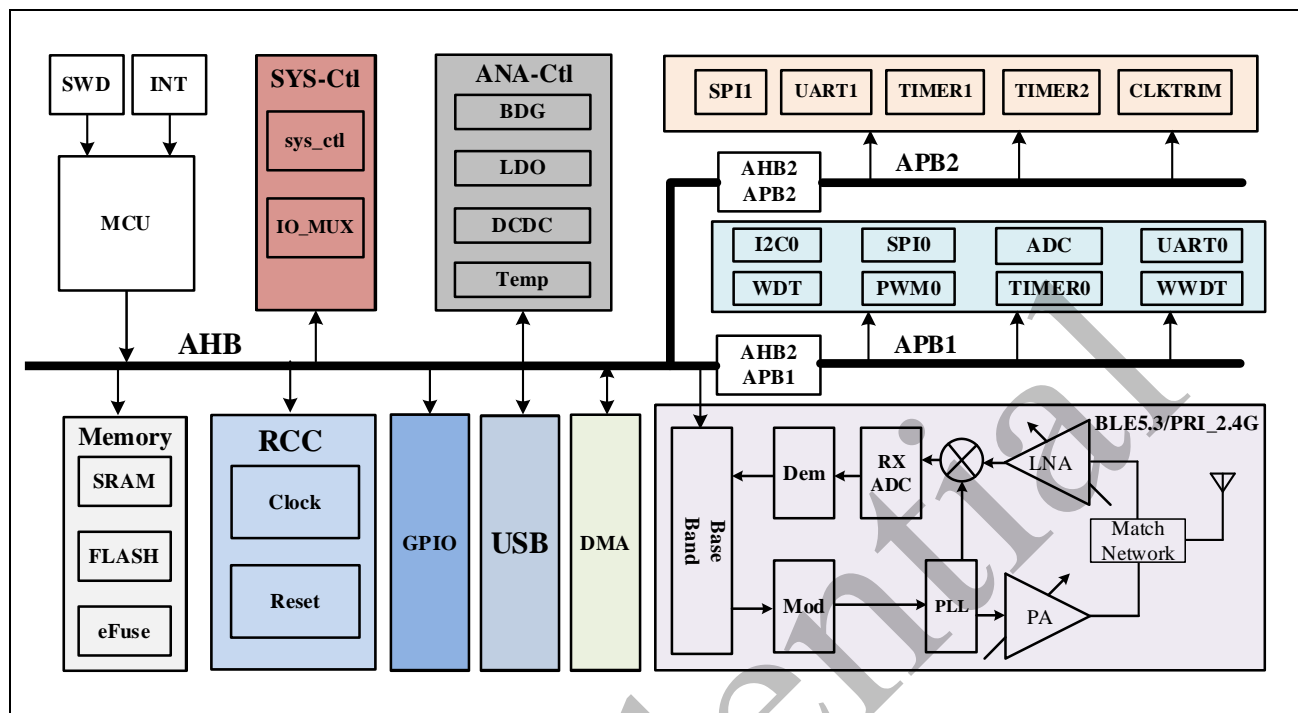 SWD
INT
MCU
SYS-Ctl
sys_ctl
IO_MUX
ANA-Ctl
BDG
LDO
DCDC
Temp
SPI1
UART1
TIMER1
TIMER2
CLKTRIM
AHB2
APB2
APB2
I2C0
SPI0
ADC
UART0
WDT
PWM0
TIMER0
WWDT
AHB
AHB2
APB1
APB1
Memory
SRAM
FLASH
eFuse
RCC
Clock
Reset
GPIO
USB
DMA
BLE5.3/PRI_2.4G
Base
Band
Dem
RX
ADC
LNA
Match
Network
Mod
PLL
PA